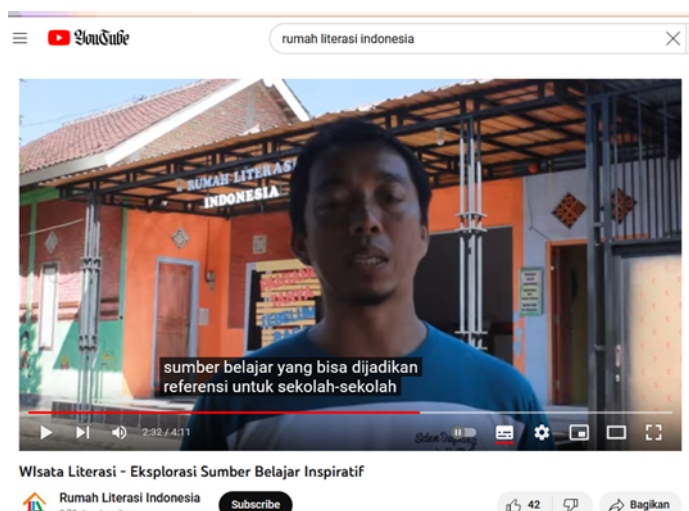 YouTube
rumah literasi indonesia
RUMAH LITERASI
INDONESIA
sumber belajar yang bisa dijadikan
referensi untuk sekolah-sekolah
2:32 / 4:11
WIsata Literasi - Eksplorasi Sumber Belajar Inspiratif
Rumah Literasi Indonesia
Subscribe
42
Bagikan